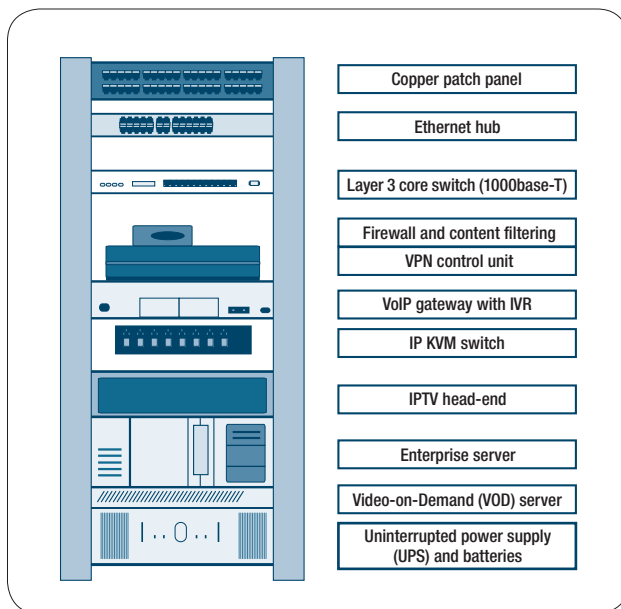 Copper patch panel
Ethernet hub
Layer 3 core switch (1000base-T)
Firewall and content filtering
VPN control unit
VoIP gateway with IVR
IP KVM switch
IPTV head-end
Enterprise server
Video-on-Demand (VOD) server
Uninterrupted power supply
(UPS) and batteries